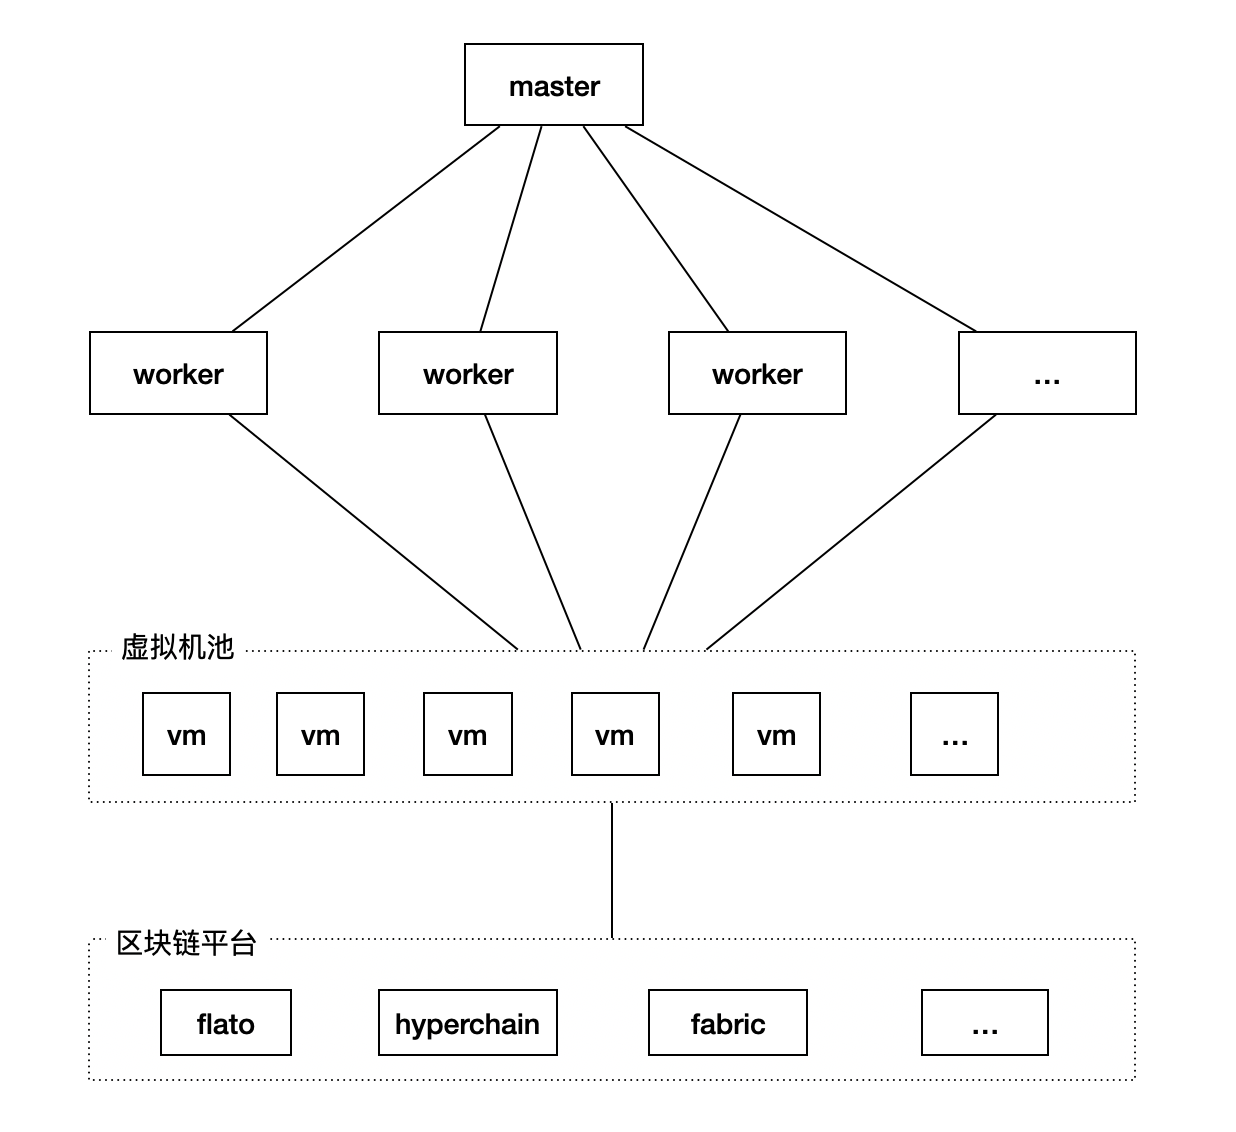 master
worker
worker
worker
...
虚拟机池
vm
vm
vm
vm
vm
...
区块链平台
flato
hyperchain
fabric
...